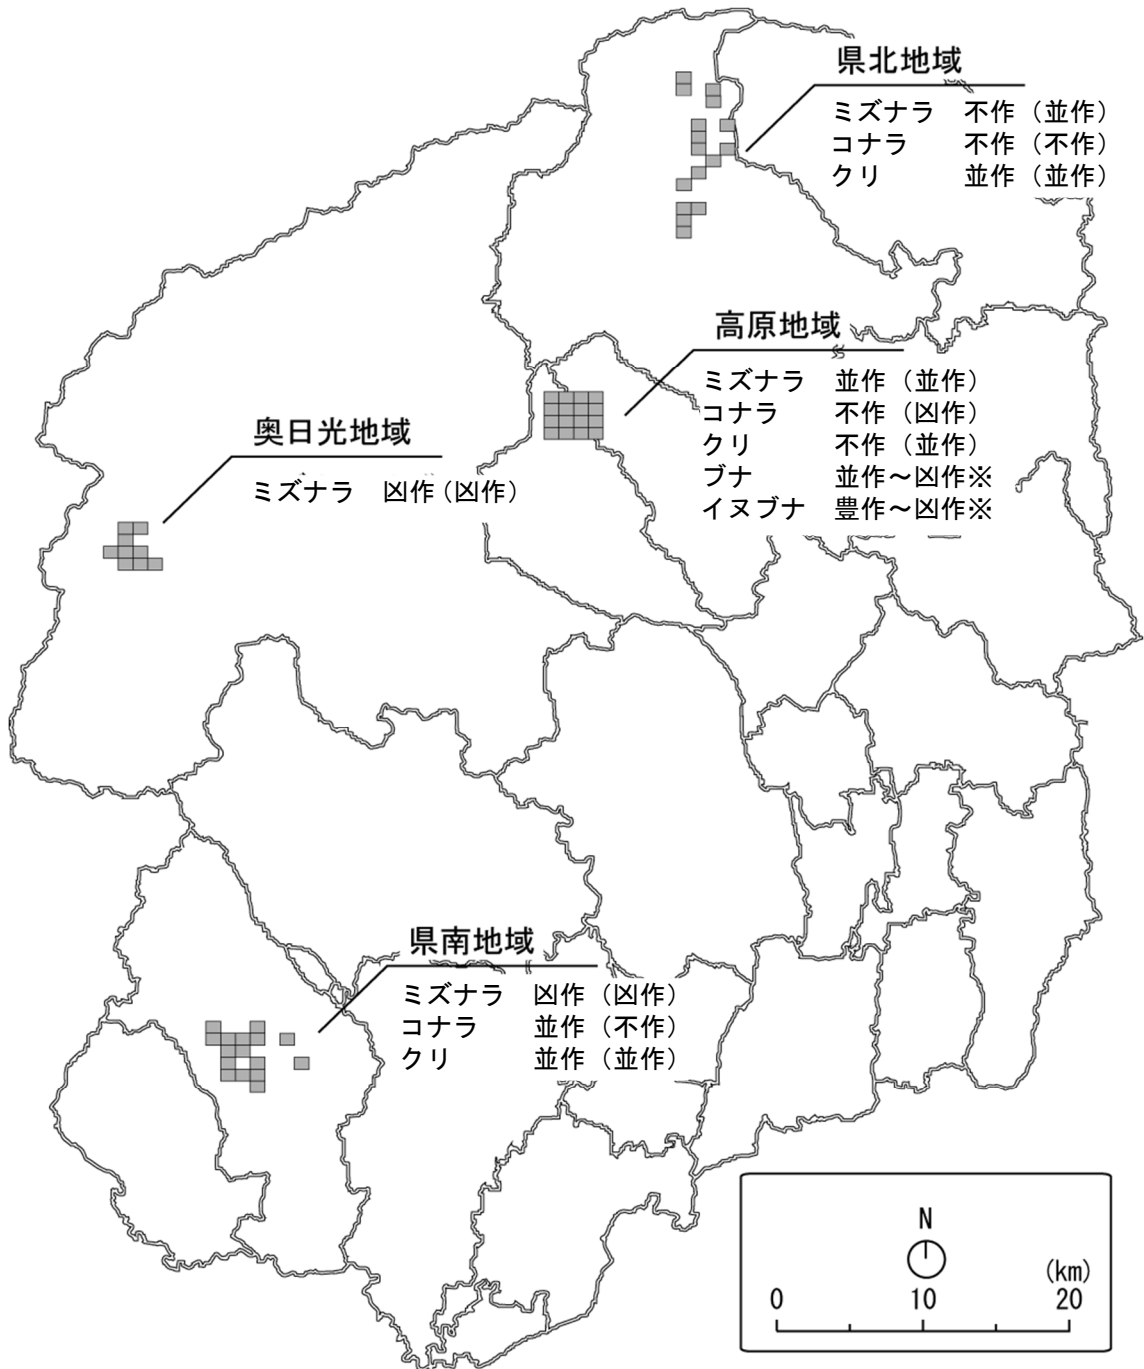 県北地域
ミズナラ 不作（並作）
コナラ 不作（不作）
クリ 並作（並作）
高原地域
ミズナラ 並作（並作）
コナラ 不作（凶作）
クリ 不作（並作）
ブナ 並作～凶作※
イヌブナ 豊作～凶作※
奥日光地域
ミズナラ 凶作（凶作）
県南地域
ミズナラ 凶作（凶作）
コナラ 並作（不作）
クリ 並作（並作）
N
(km)
0 10 20